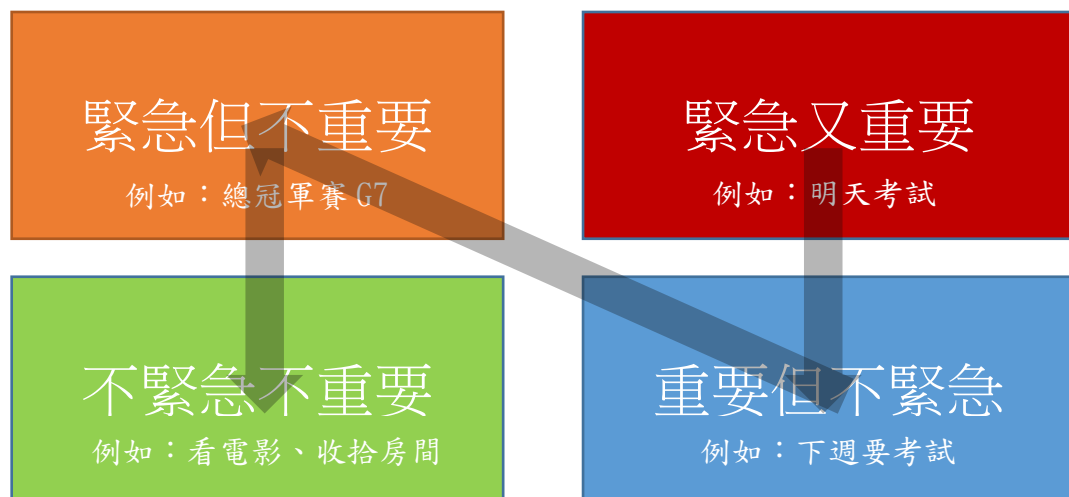 緊急但不重要
例如：總冠軍賽 G7
緊急又重要
例如：明天考試
不緊急不重要
例如：看電影、收拾房間
重要但不緊急
例如：下週要考試